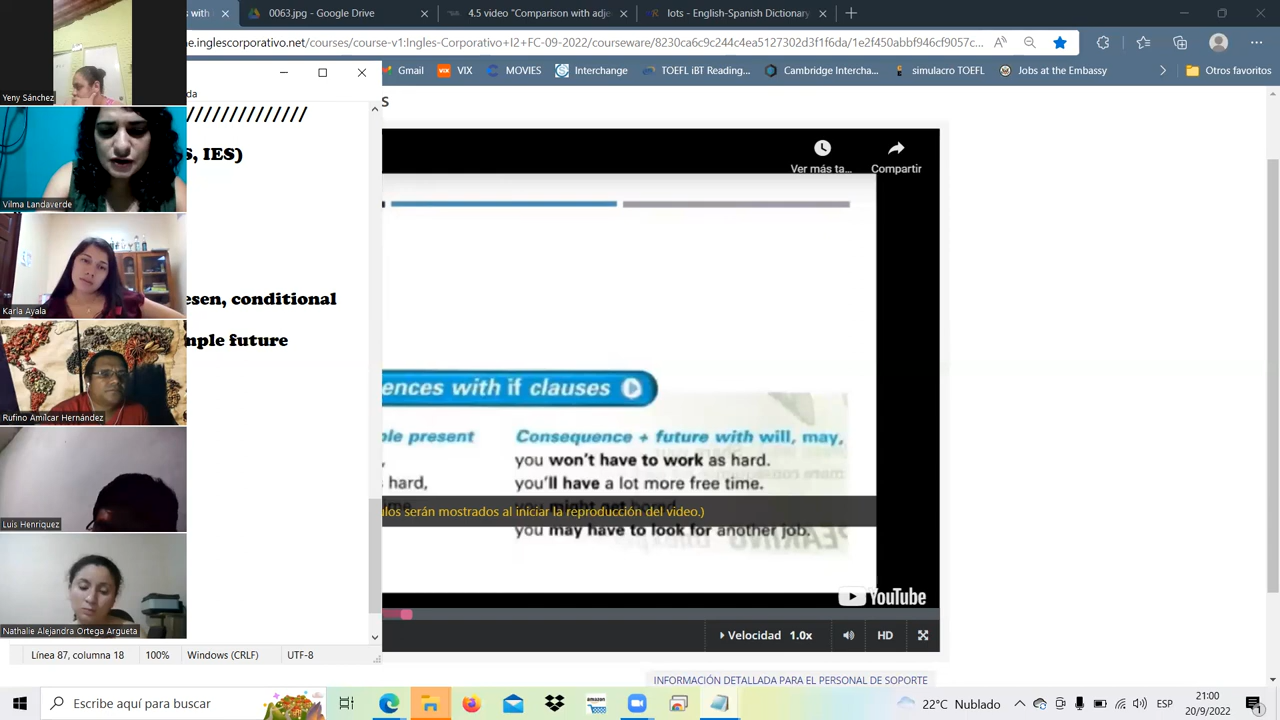 s with
0063.jpg - Google Drive
4.5 video "Comparison with adje
lots - English-Spanish Dictionary
e.inglescorporativo.net/courses/course-v1:Ingles-Corporativo+I2+FC-09-2022/courseware/8230ca6c9c244c4ea5127302d3f1f6da/1e2f450abbf946cf9057c...
Gmail
VIX
MOVIES
Interchange
TOEFL iBT Reading...
Cambridge Intercha...
simulacro TOEFL
Jobs at the Embassy
Otros favoritos
da
//////////////
S, IES)
esen, conditional
mple future
Línea 87, columna 18
100%
Windows (CRLF)
UTF-8
Yeny Sánchez
Vilma Landaverde
Karla Ayala
Rufino Amílcar Hernández
Luis Henriquez
Nathalie Alejandra Ortega Argueta
S
Ver más ta...
Compartir
ences with if clauses
ple present
Consequence + future with will, may,
you won't have to work as hard.
hard,
you'll have a lot more free time.
ulos serán mostrados al iniciar la reproducción del video.)
you may have to look for another job.
YouTube
Velocidad 1.0x
HD
INFORMACIÓN DETALLADA PARA EL PERSONAL DE SOPORTE
Escribe aquí para buscar
22°C Nublado
ESP
21:00
20/9/2022
1